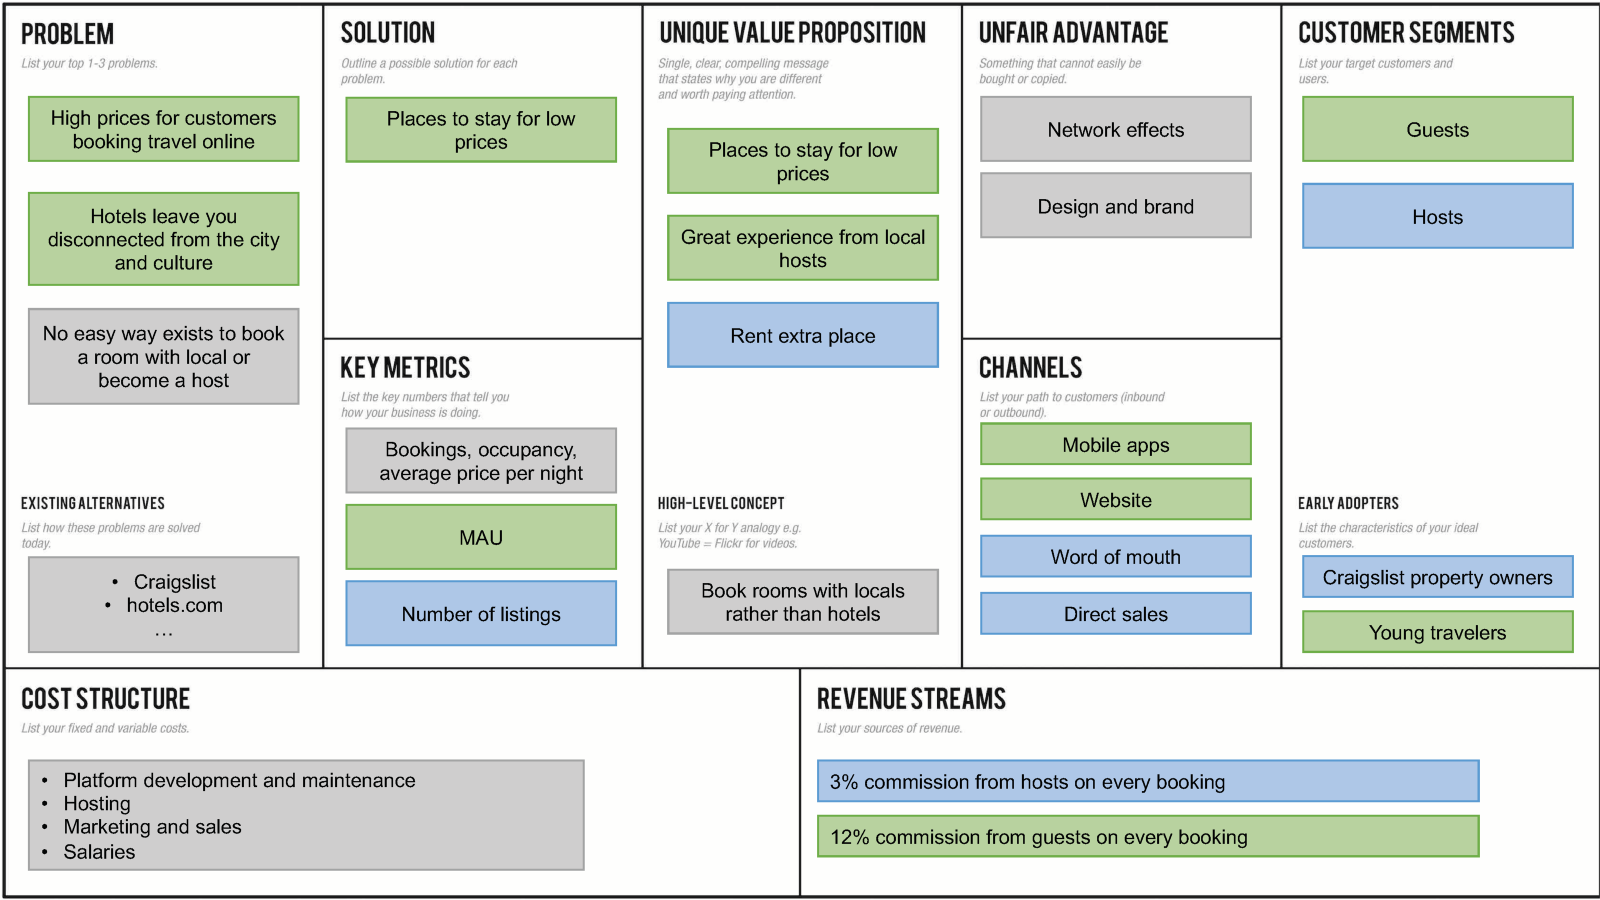 PROBLEM
List your top 1-3 problems.
High prices for customers
booking travel online
Hotels leave you
disconnected from the city
and culture
No easy way exists to book
a room with local or
become a host
EXISTING ALTERNATIVES
List how these problems are solved
today.
• Craigslist
• hotels.com
...
SOLUTION
Outline a possible solution for each
problem.
Places to stay for low
prices
KEY METRICS
List the key numbers that tell you
how your business is doing.
Bookings, occupancy,
average price per night
MAU
Number of listings
UNIQUE VALUE PROPOSITION
Single, clear, compelling message
that states why you are different
and worth paying attention.
Places to stay for low
prices
Great experience from local
hosts
Rent extra place
HIGH-LEVEL CONCEPT
List your X for Y analogy e.g.
YouTube = Flickr for videos.
Book rooms with locals
rather than hotels
UNFAIR ADVANTAGE
Something that cannot easily be
bought or copied.
Network effects
Design and brand
CHANNELS
List your path to customers (inbound
or outbound).
Mobile apps
Website
Word of mouth
Direct sales
CUSTOMER SEGMENTS
List your target customers and
users.
Guests
Hosts
EARLY ADOPTERS
List the characteristics of your ideal
customers.
Craigslist property owners
Young travelers
COST STRUCTURE
List your fixed and variable costs.
• Platform development and maintenance
• Hosting
• Marketing and sales
• Salaries
REVENUE STREAMS
List your sources of revenue.
3% commission from hosts on every booking
12% commission from guests on every booking